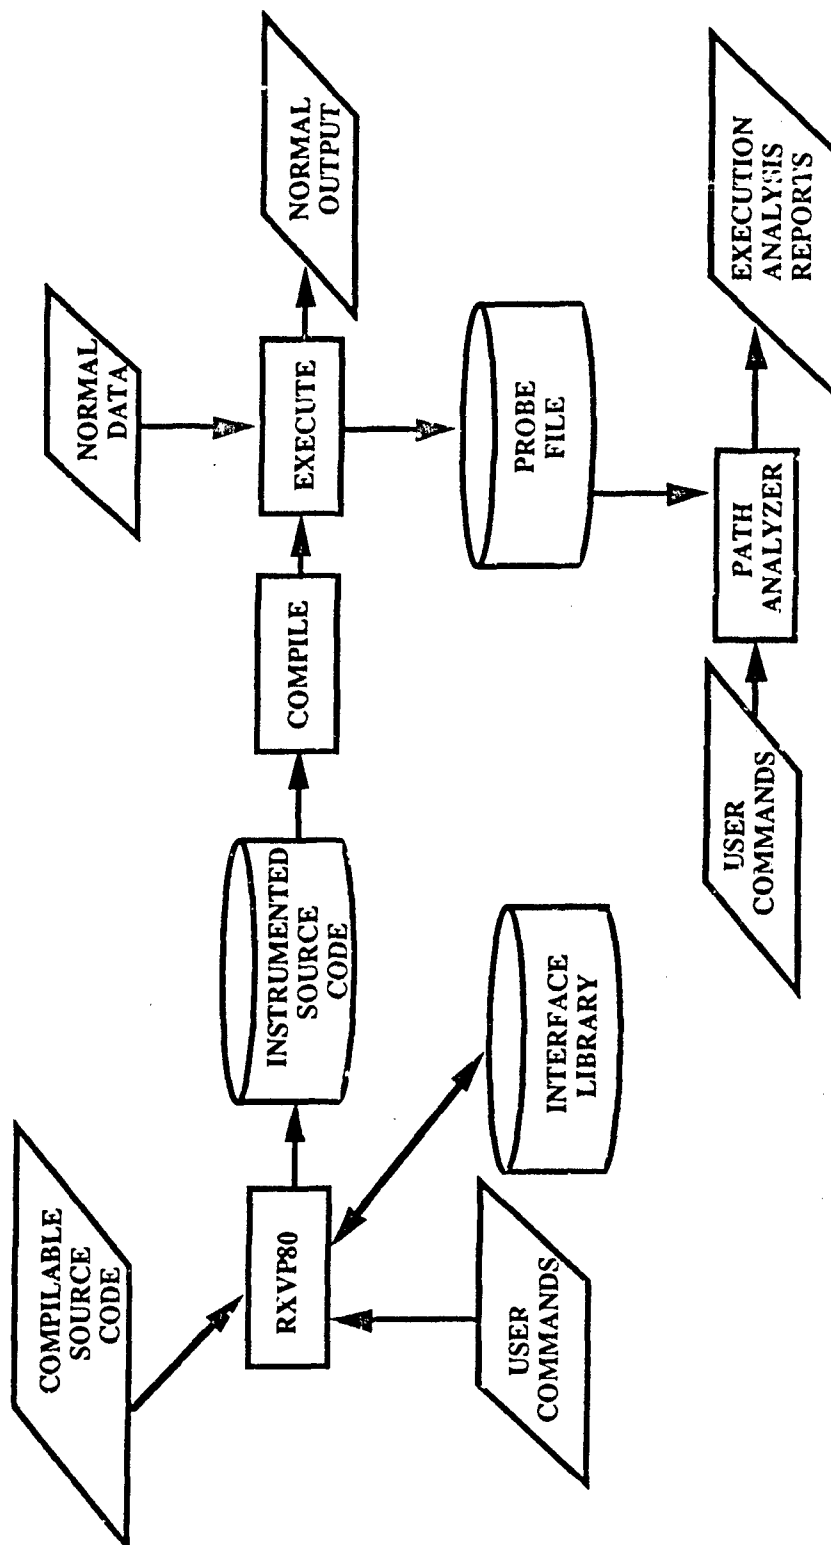 COMPILABLE
SOURCE
CODE
RXVP80
USER
COMMANDS
INTERFACE
LIBRARY
INSTRUMENTED
SOURCE
CODE
COMPILE
NORMAL
DATA
EXECUTE
NORMAL
OUTPUT
PROBE
FILE
USER
COMMANDS
PATH
ANALYZER
EXECUTION
ANALYSIS
REPORTS